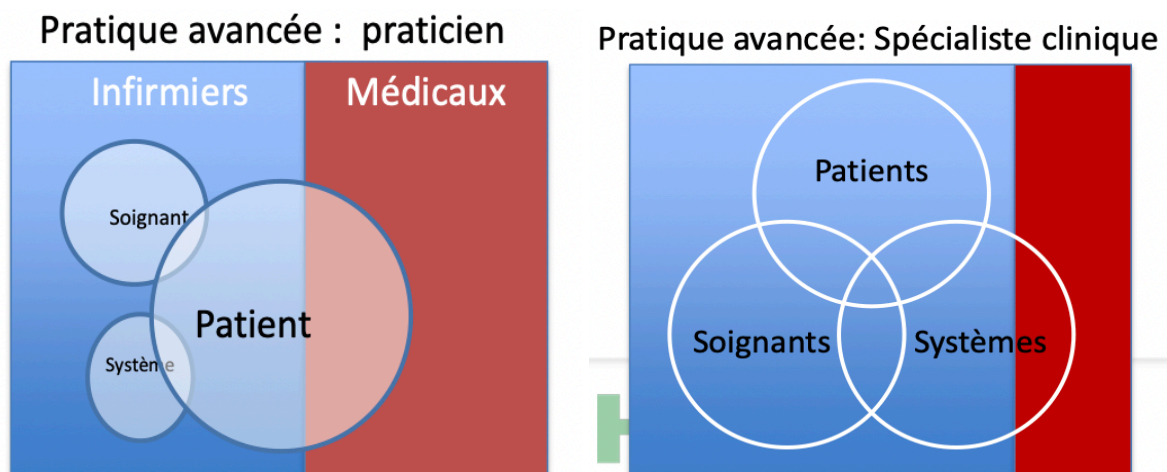 Pratique avancée : praticien
Infirmiers
Médicaux
Soignant
Système
Patient
Pratique avancée: Spécialiste clinique
Patients
Soignants
Systèmes